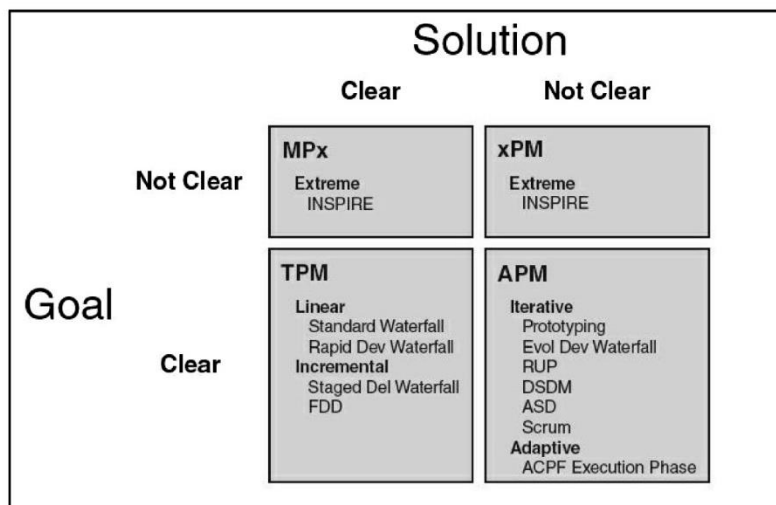 Solution
Clear
Not Clear
Not Clear
MPx
Extreme
INSPIRE
xPM
Extreme
INSPIRE
Goal
Clear
TPM
Linear
Standard Waterfall
Rapid Dev Waterfall
Incremental
Staged Del Waterfall
FDD
APM
Iterative
Prototyping
Evol Dev Waterfall
RUP
DSDM
ASD
Scrum
Adaptive
ACPF Execution Phase